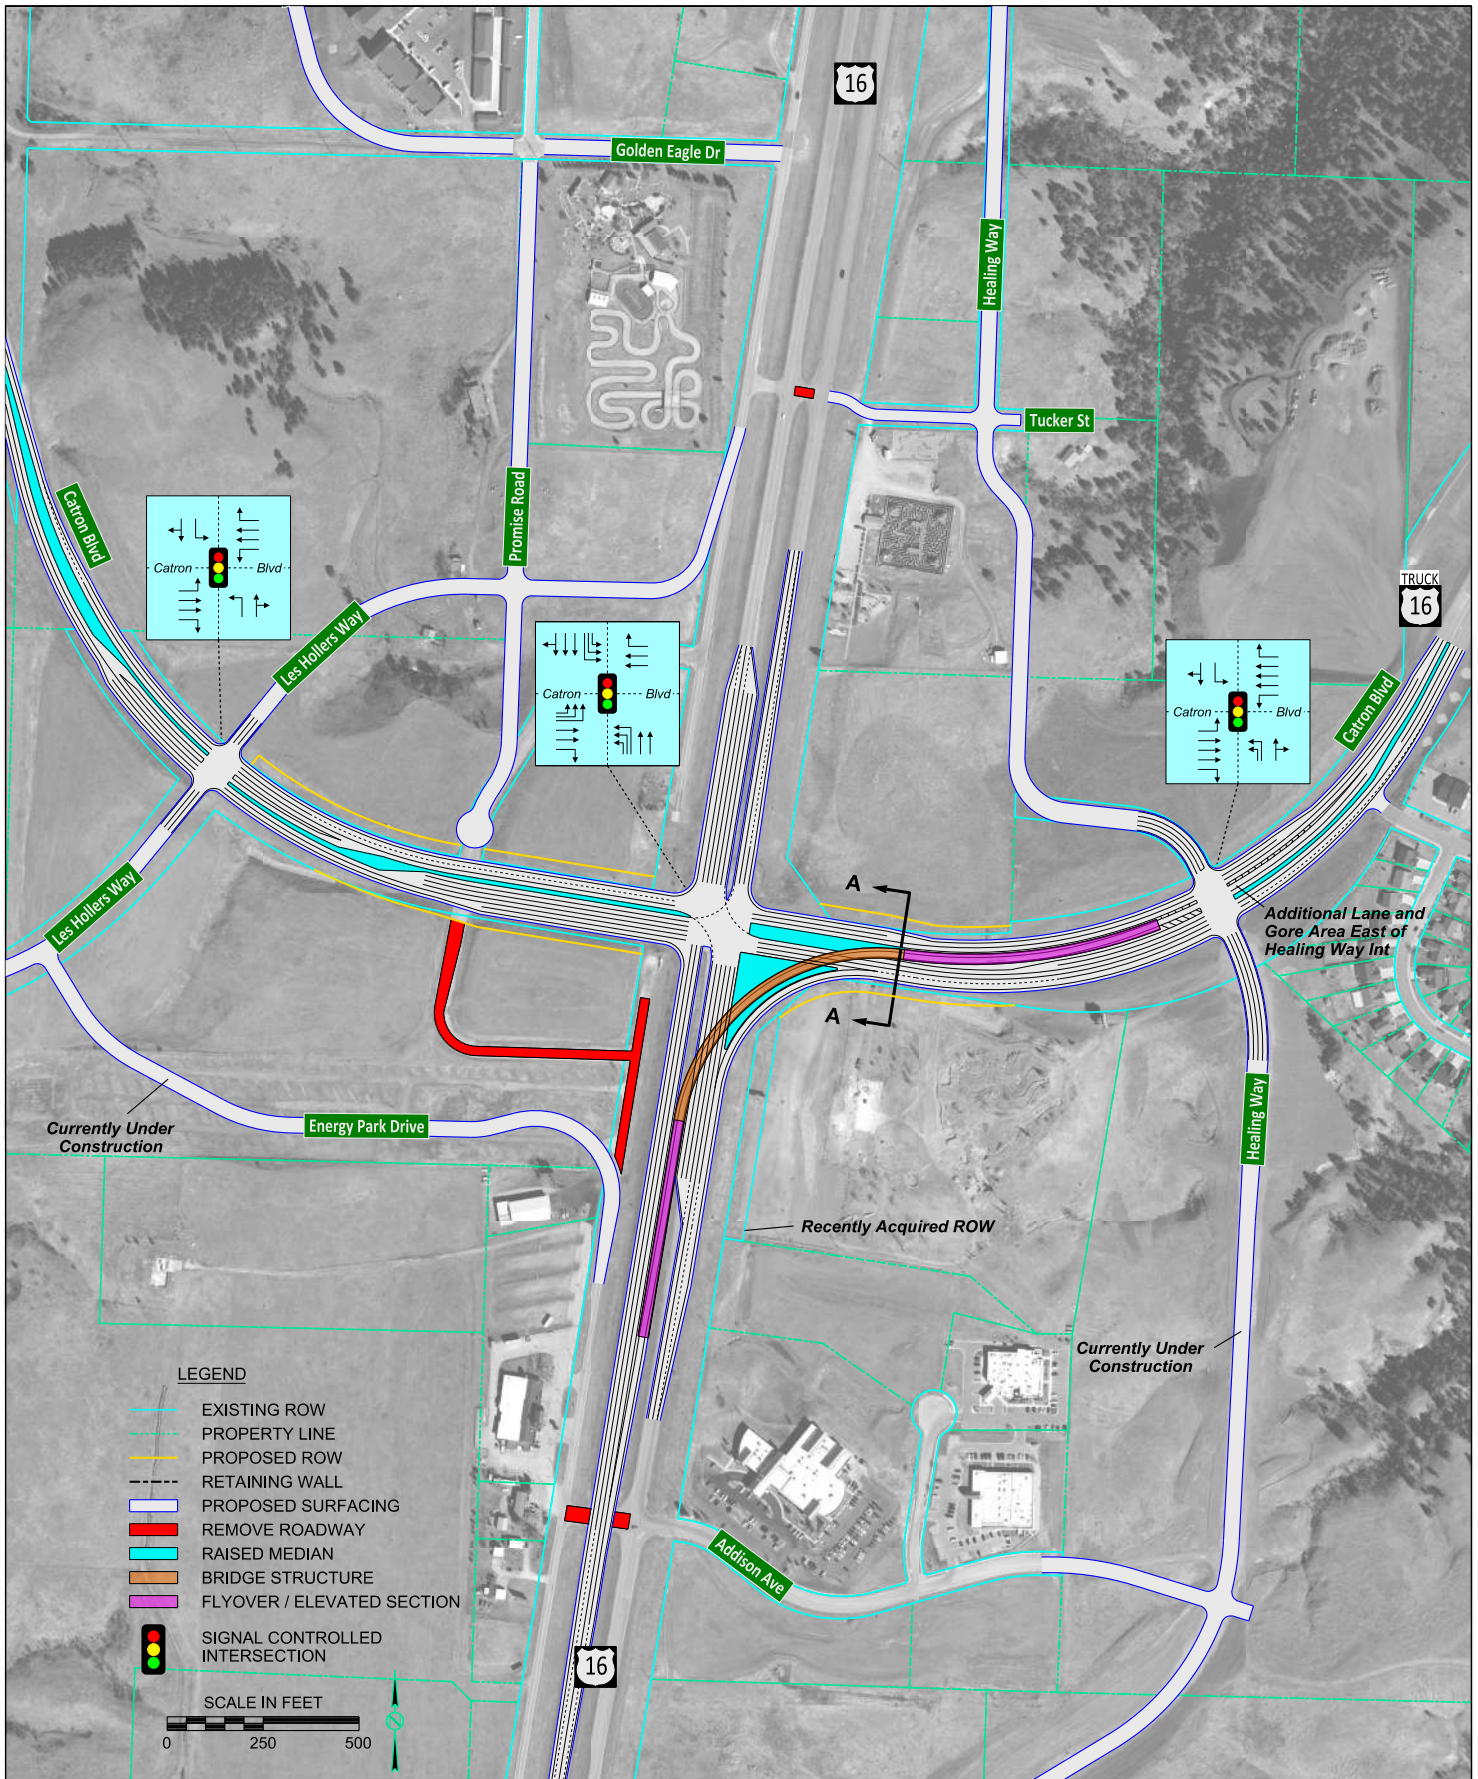 16
Golden Eagle Dr
Healing Way
Tucker St
Catron Blvd
Promise Road
Catron Blvd
TRUCK
16
Les Hollers Way
Catron Blvd
Catron Blvd
Catron Blvd
Les Hollers Way
A
Additional Lane and
Gore Area East of
Healing Way Int
A
Currently Under
Construction
Energy Park Drive
Healing Way
Recently Acquired ROW
Currently Under
Construction
LEGEND
EXISTING ROW
PROPERTY LINE
PROPOSED ROW
RETAINING WALL
PROPOSED SURFACING
REMOVE ROADWAY
RAISED MEDIAN
BRIDGE STRUCTURE
FLYOVER / ELEVATED SECTION
SIGNAL CONTROLLED
INTERSECTION
Addison Ave
16
SCALE IN FEET
0 250 500